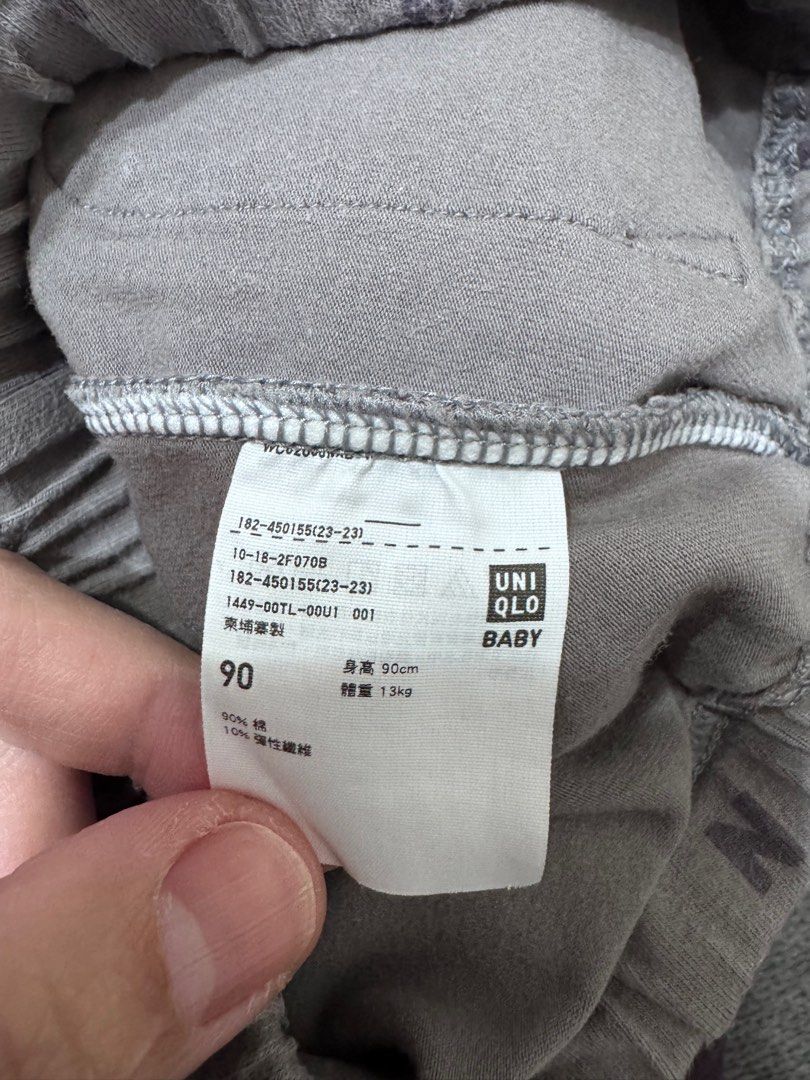 182-450155(23-23)
10-18-2F070B
182-450155(23-23)
1449-00TL-00U1 001
柬埔寨製
UNI
QLO
BABY
90
身高 90cm
體重 13kg
90% 棉
10% 彈性纖維